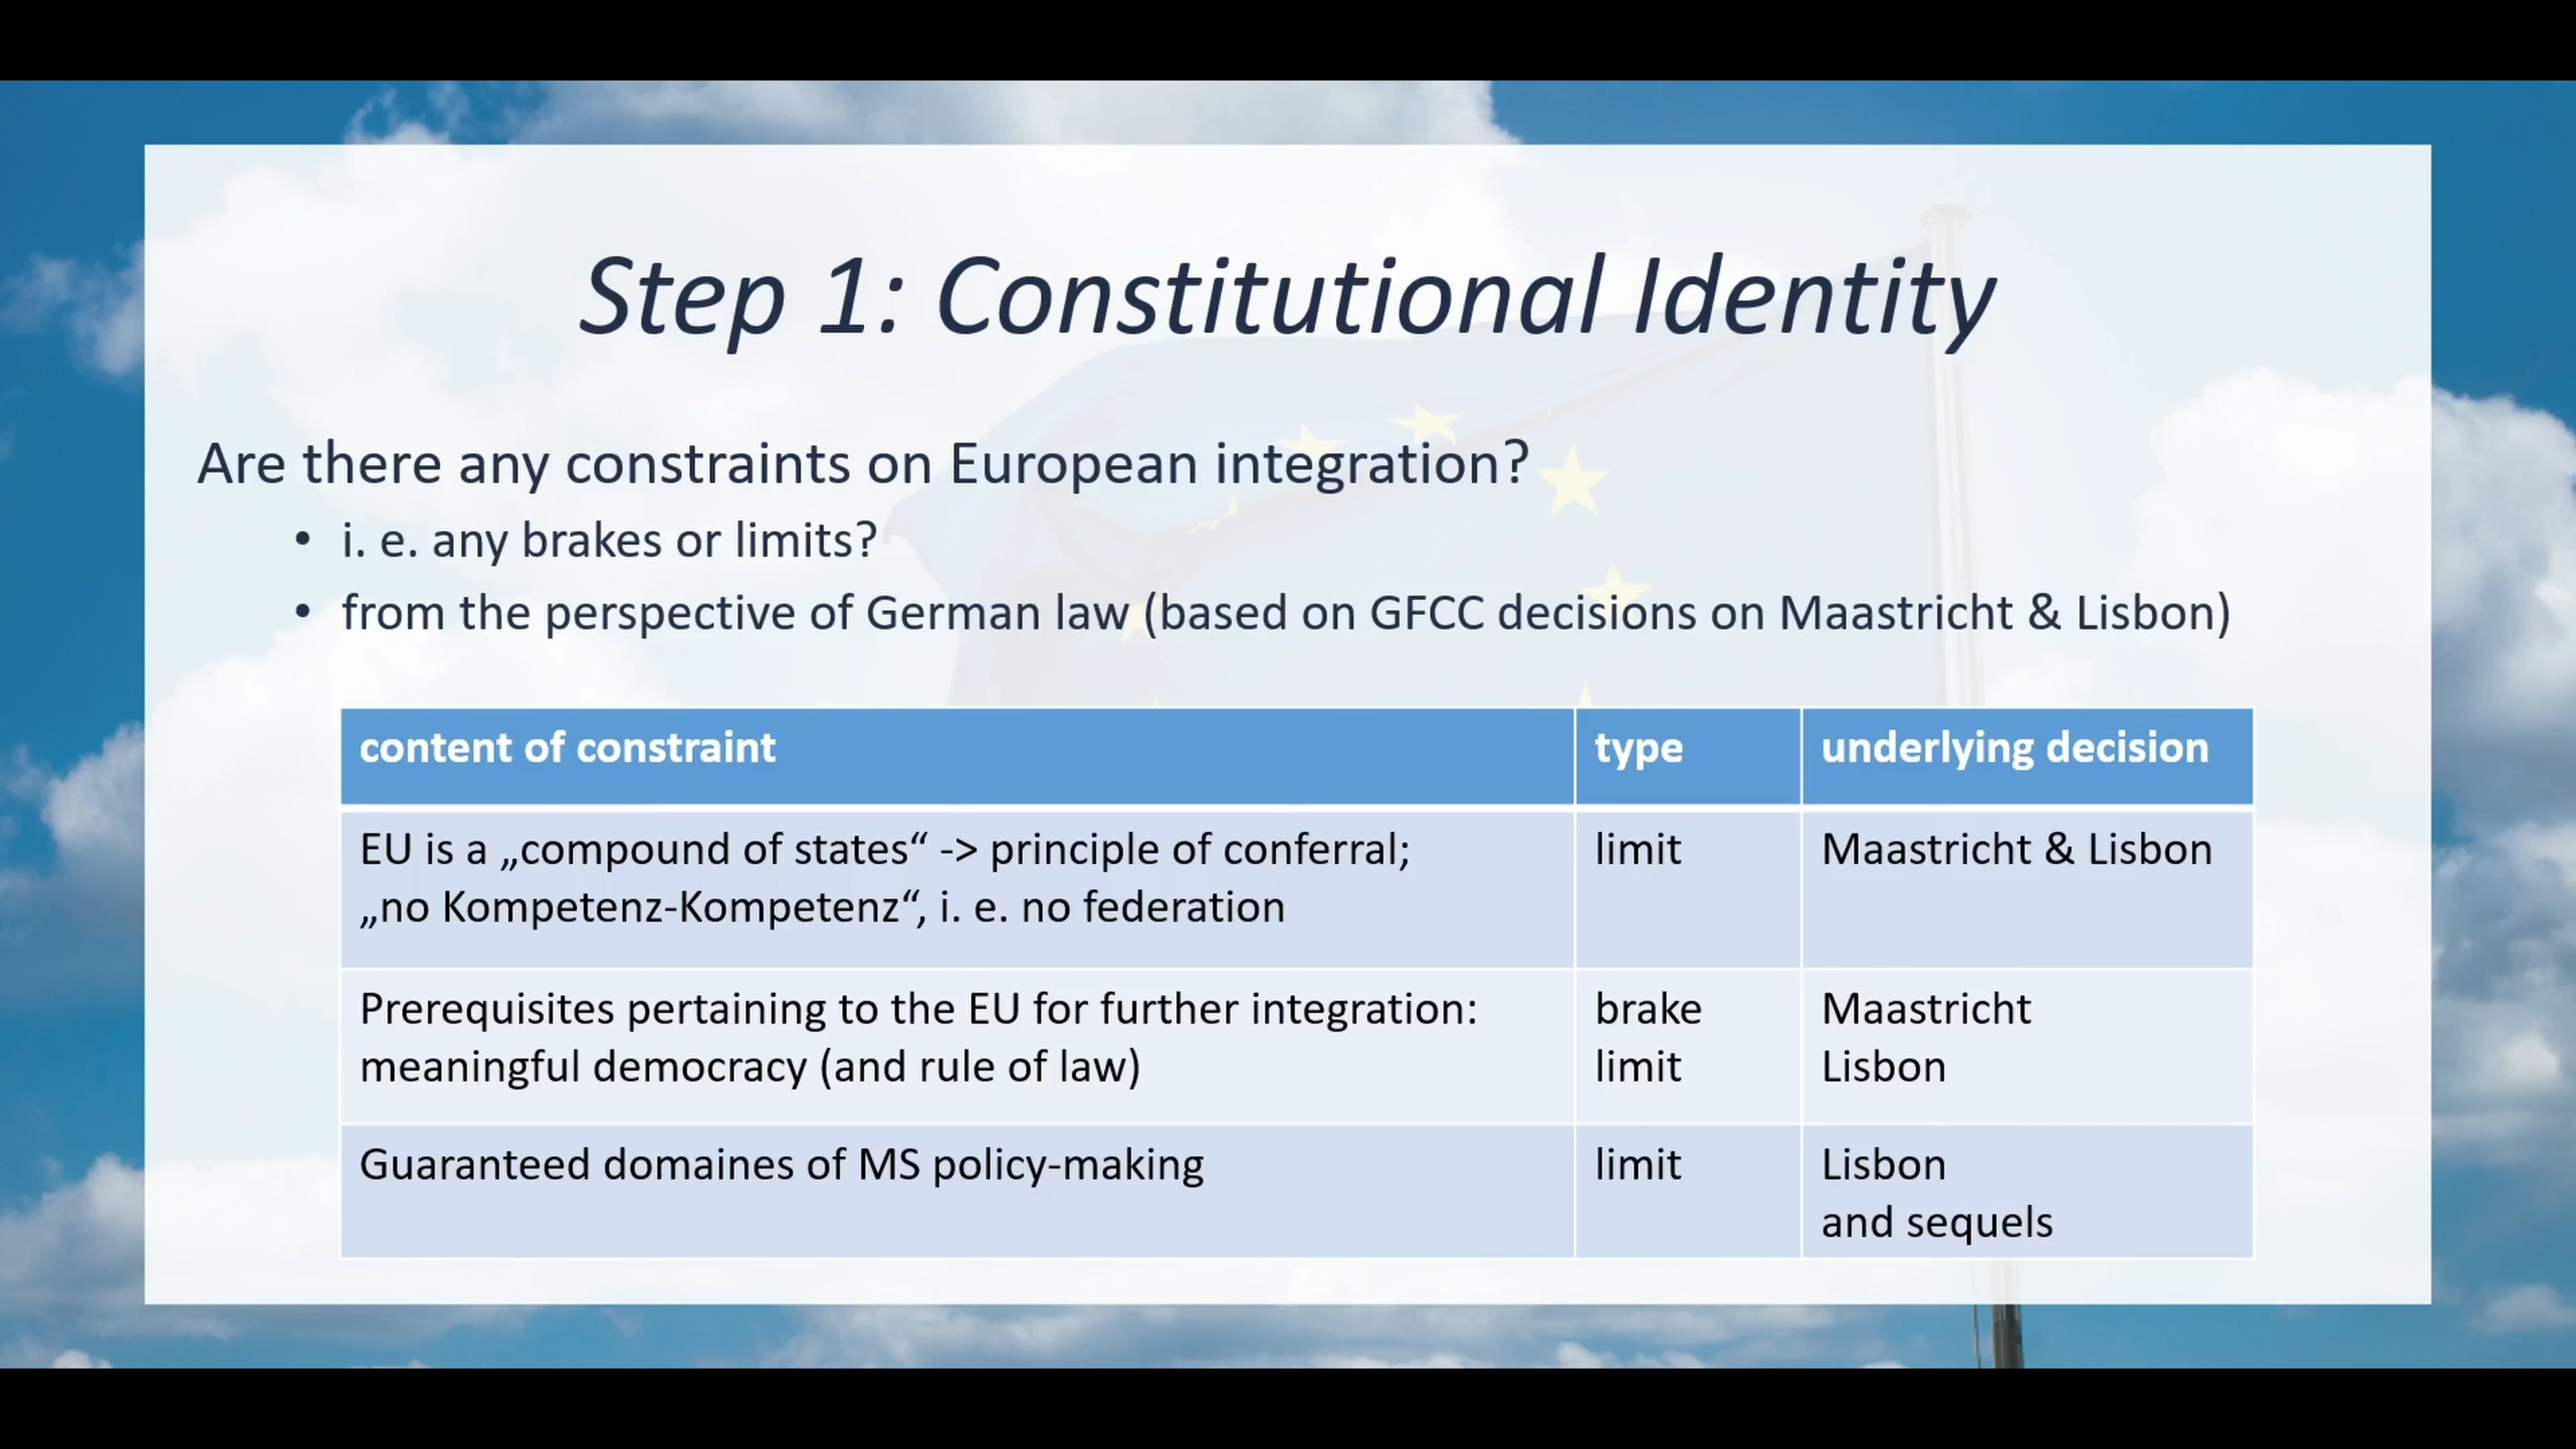 Step 1: Constitutional Identity
Are there any constraints on European integration?
• i. e. any brakes or limits?
• from the perspective of German law (based on GFCC decisions on Maastricht & Lisbon)
content of constraint type underlying decision
EU is a „compound of states“ -> principle of conferral; limit Maastricht & Lisbon
„no Kompetenz-Kompetenz“, i. e. no federation
Prerequisites pertaining to the EU for further integration: brake Maastricht
meaningful democracy (and rule of law) limit Lisbon
Guaranteed domaines of MS policy-making limit Lisbon
and sequels